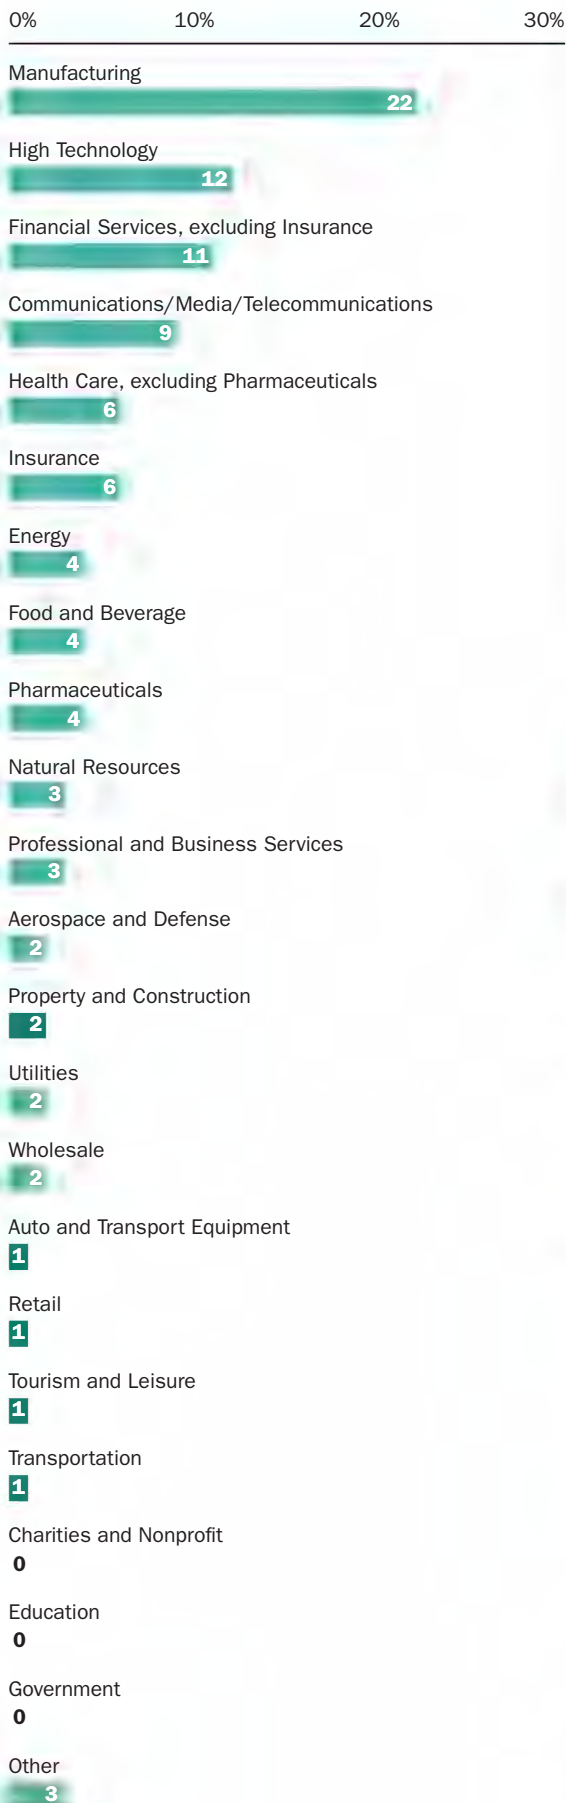 0% 10% 20% 30%
Manufacturing
22
High Technology
12
Financial Services, excluding Insurance
11
Communications/Media/Telecommunications
9
Health Care, excluding Pharmaceuticals
6
Insurance
6
Energy
4
Food and Beverage
4
Pharmaceuticals
4
Natural Resources
3
Professional and Business Services
3
Aerospace and Defense
2
Property and Construction
2
Utilities
2
Wholesale
2
Auto and Transport Equipment
1
Retail
1
Tourism and Leisure
1
Transportation
1
Charities and Nonprofit
0
Education
0
Government
0
Other
3